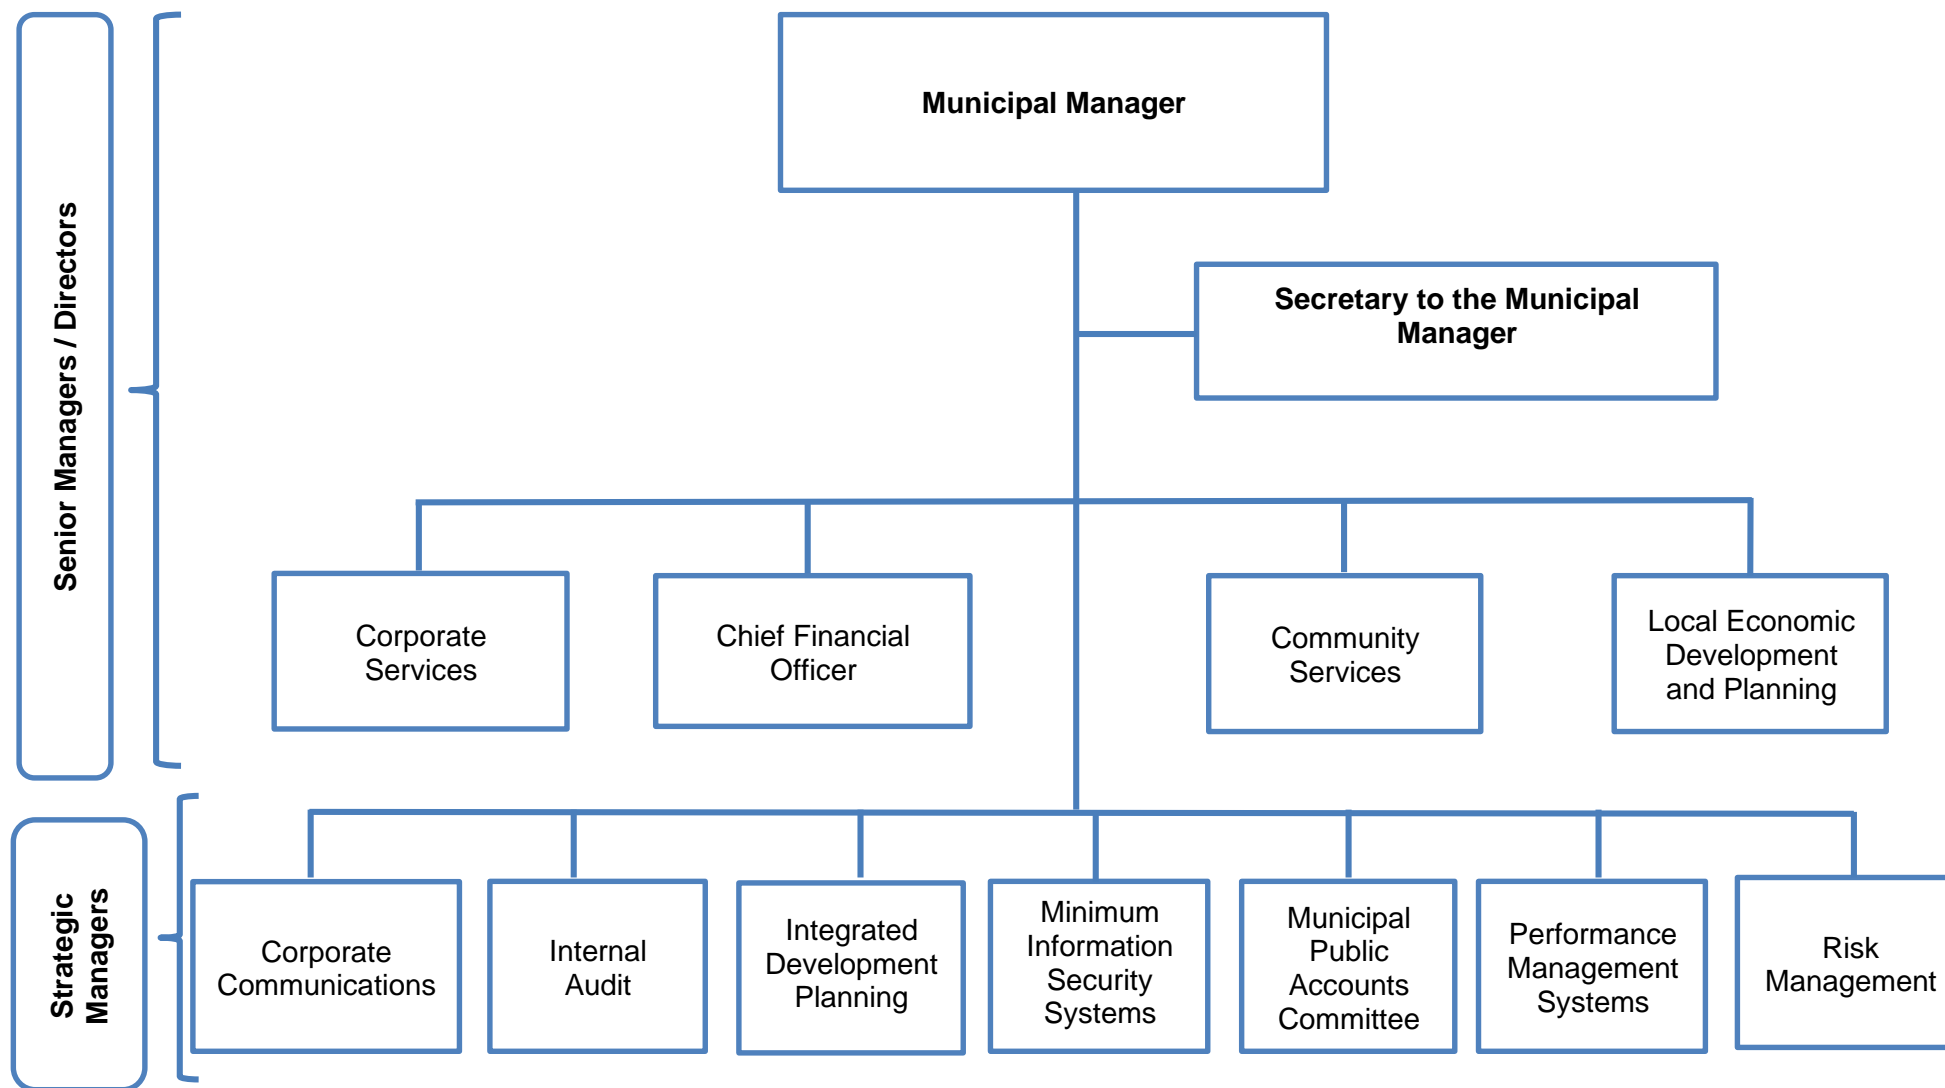 Senior Managers / Directors
Municipal Manager
Secretary to the Municipal
Manager
Corporate
Services
Chief Financial
Officer
Community
Services
Local Economic
Development
and Planning
Strategic
Managers
Corporate
Communications
Internal
Audit
Integrated
Development
Planning
Minimum
Information
Security
Systems
Municipal
Public
Accounts
Committee
Performance
Management
Systems
Risk
Management